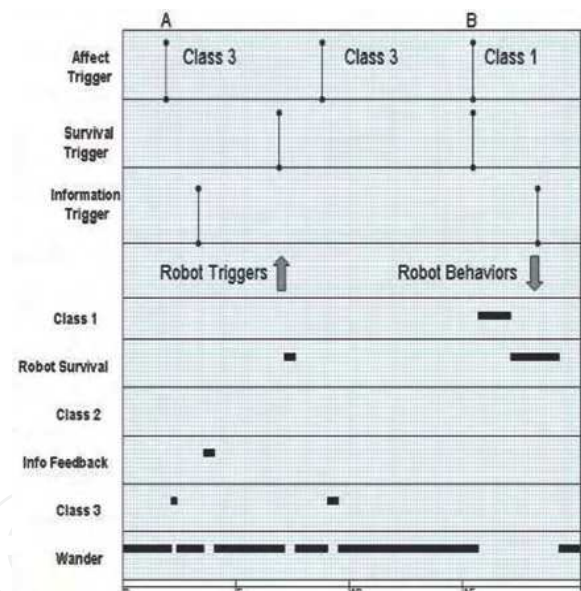 A B
Affect Trigger
Class 3 Class 3 Class 1
Survival Trigger
Information Trigger
Robot Triggers Robot Behaviors
Class 1
Robot Survival
Class 2
Info Feedback
Class 3
Wander